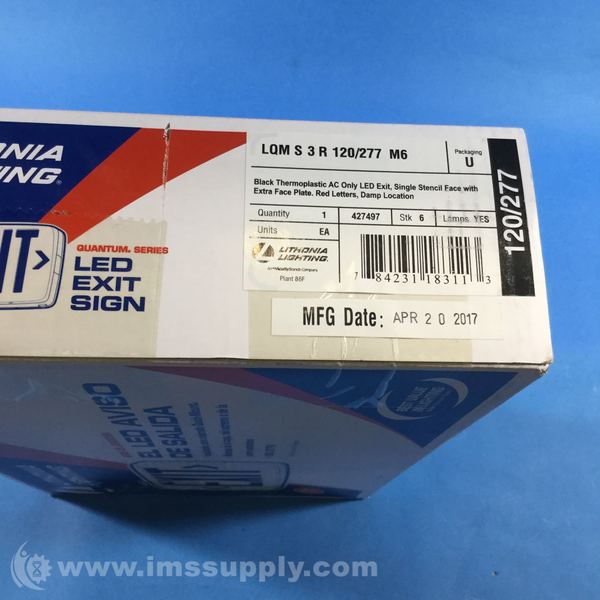 ONIA
HTING®
LQM S 3 R 120/277 M6
Packaging
U
Black Thermoplastic AC Only LED Exit, Single Stencil Face with
Extra Face Plate. Red Letters, Damp Location
Quantity 1 427497 Stk 6 Lamps YES
Units EA
LITHONIA
LIGHTING®
Plant 86F
7 84231 18311 3
120/277
MFG Date: APR 20 2017
QUANTUM® SERIES
LED
EXIT
SIGN
IT
EL LED AVISO
DE SALIDA
www.imssupply.com